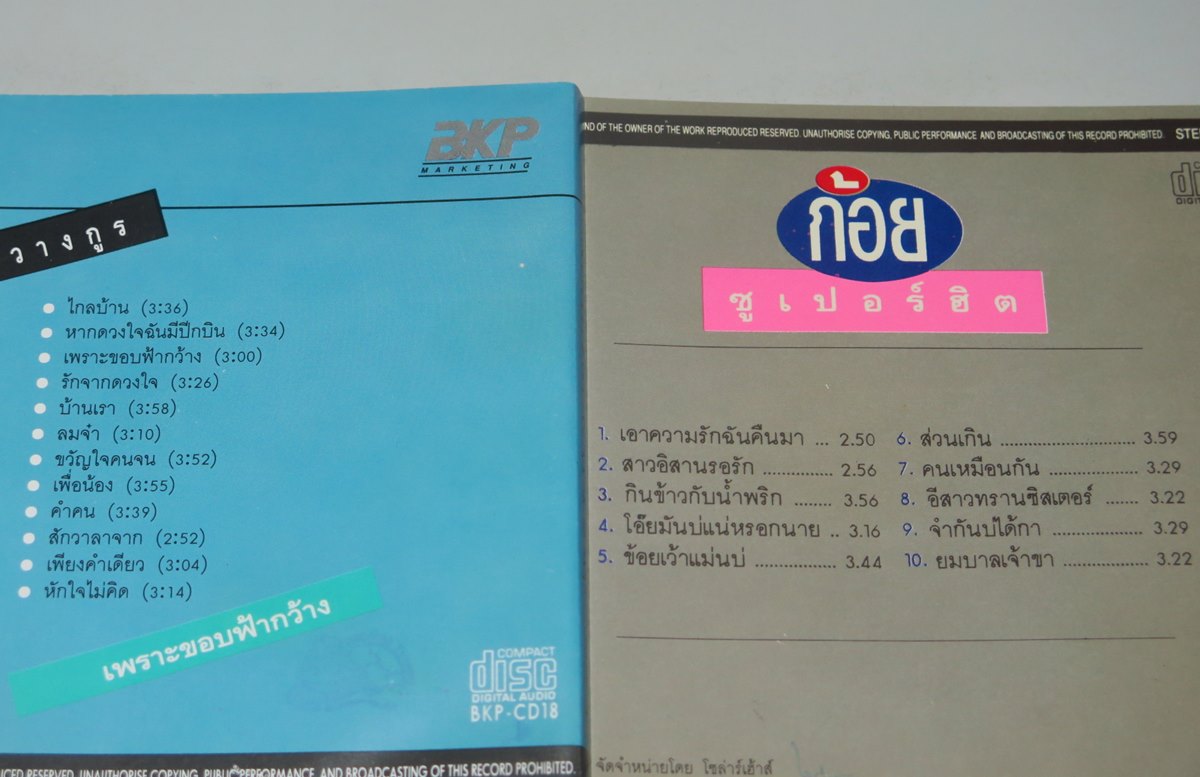 BKP
MARKETING
วางกูร
ไกลบ้าน (3:36)
หากดวงใจฉันมีปีกบิน (3:34)
เพราะขอบฟ้ากว้าง (3:00)
รักจากดวงใจ (3:26)
บ้านเรา (3:58)
ลมจ๋า (3:10)
ขวัญใจคนจน (3:52)
เพื่อน้อง (3:55)
คำคน (3:39)
สักวาลาจาก (2:52)
เพียงคำเดียว (3:04)
หักใจไม่คิด (3:14)
เพราะขอบฟ้ากว้าง
COMPACT
disc
DIGITAL AUDIO
BKP-CD18
UCED RESERVED. UNAUTHORISE COPYING, PUBLIC PERFORMANCE AND BROADCASTING OF THIS RECORD PROHIBITED.
ND OF THE OWNER OF THE WORK REPRODUCED RESERVED. UNAUTHORISE COPYING, PUBLIC PERFORMANCE AND BROADCASTING OF THIS RECORD PROHIBITED. STE
di
DIGIT
ก้อย
ซูเปอร์ฮิต
1. เอาความรักฉันคืนมา ... 2.50
2. สาวอิสานรอรัก .............. 2.56
3. กินข้าวกับน้ำพริก ........... 3.56
4. โอ๊ยมันบ่แน่หรอกนาย .. 3.16
5. ข้อยเว้าแม่นบ่ ................ 3.44
6. ส่วนเกิน ........................... 3.59
7. คนเหมือนกัน .................. 3.29
8. อีสาวทรานซิสเตอร์ ....... 3.22
9. จำกันบ่ได้กา ................... 3.29
10. ยมบาลเจ้าขา ................. 3.22
จัดจำหน่ายโดย โซล่าร์เฮ้าส์